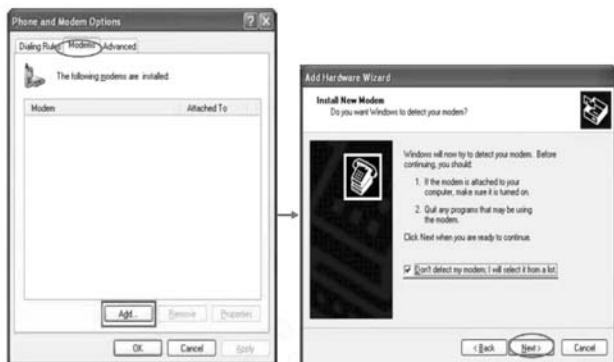 Phone and Modem Options
Dialing Rules Modems Advanced
The following modems are installed:
Modem Attached To
Add... Remove Properties
OK Cancel Apply
Add Hardware Wizard
Install New Modem
Do you want Windows to detect your modem?
Windows will now try to detect your modem. Before
continuing, you should:
1. If the modem is attached to your
computer, make sure it is turned on.
2. Quit any programs that may be using
the modem.
Click Next when you are ready to continue.
Don't detect my modem; I will select it from a list.
< Back Next > Cancel